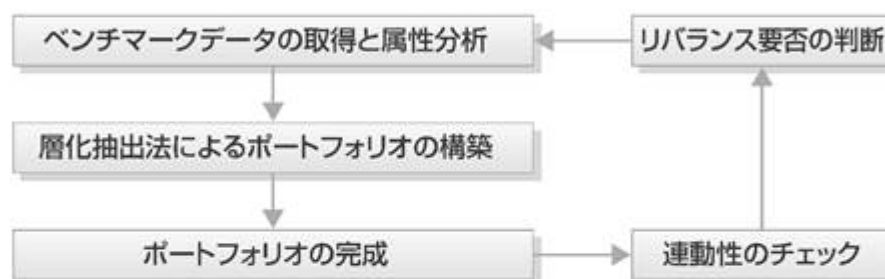 ベンチマークデータの取得と属性分析
リバランス要否の判断
層化抽出法によるポートフォリオの構築
ポートフォリオの完成
連動性のチェック